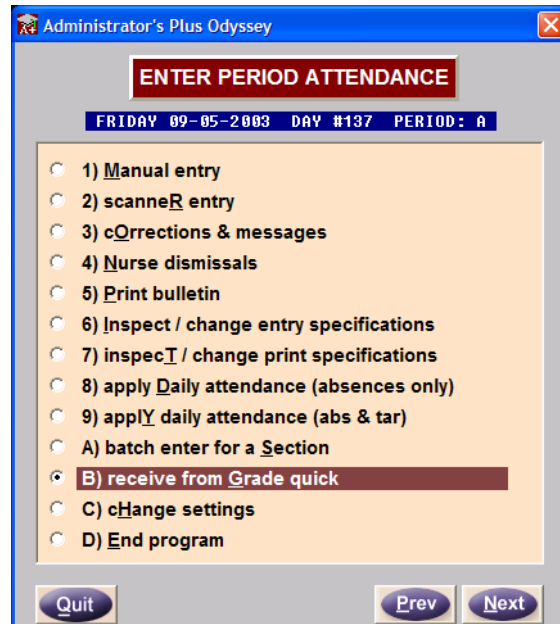 Administrator's Plus Odyssey
ENTER PERIOD ATTENDANCE
FRIDAY 09-05-2003 DAY #137 PERIOD: A
1) Manual entry
2) scanneR entry
3) cOrrections & messages
4) Nurse dismissals
5) Print bulletin
6) Inspect / change entry specifications
7) inspecT / change print specifications
8) apply Daily attendance (absences only)
9) applY daily attendance (abs & tar)
A) batch enter for a Section
B) receive from Grade quick
C) cHange settings
D) End program
Quit Prev Next